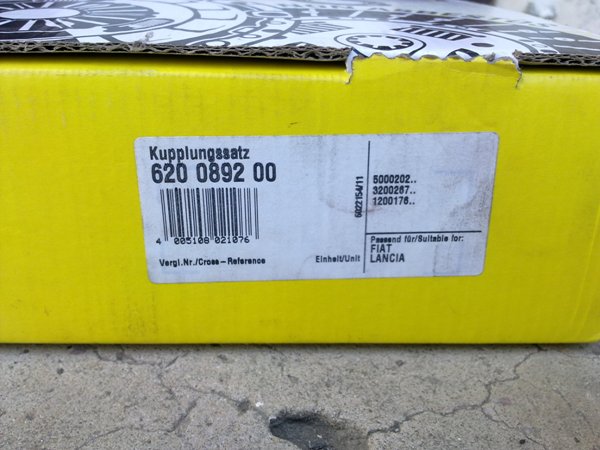 Kupplungssatz
620 0892 00
4 005108 021076
Vergl.Nr./Cross-Reference
Einheit/Unit
6022154/11
5000202..
3200267..
1200176..
Passend für/Suitable for:
FIAT
LANCIA